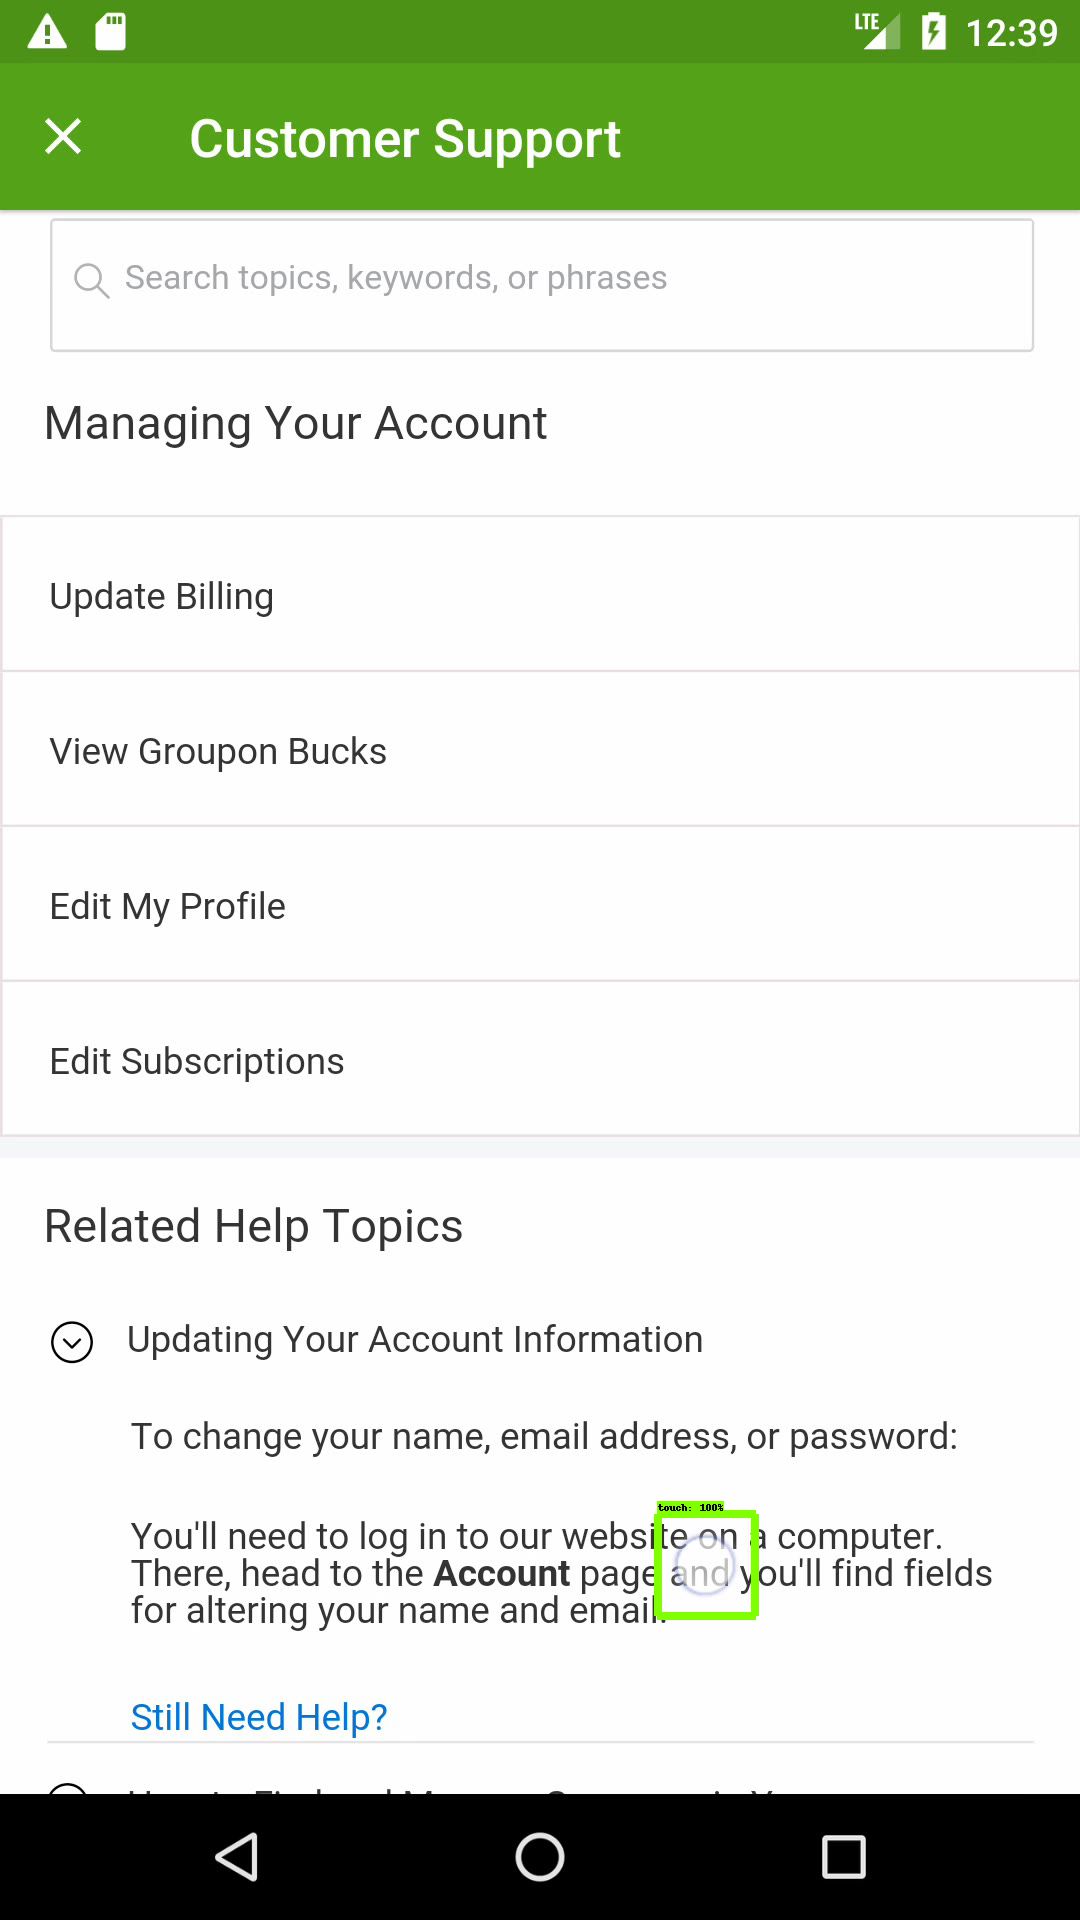 LTE 12:39
Customer Support
Search topics, keywords, or phrases
Managing Your Account
Update Billing
View Groupon Bucks
Edit My Profile
Edit Subscriptions
Related Help Topics
Updating Your Account Information
To change your name, email address, or password:
touch: 100%
You'll need to log in to our website on a computer.
There, head to the Account page and you'll find fields
for altering your name and email.
Still Need Help?